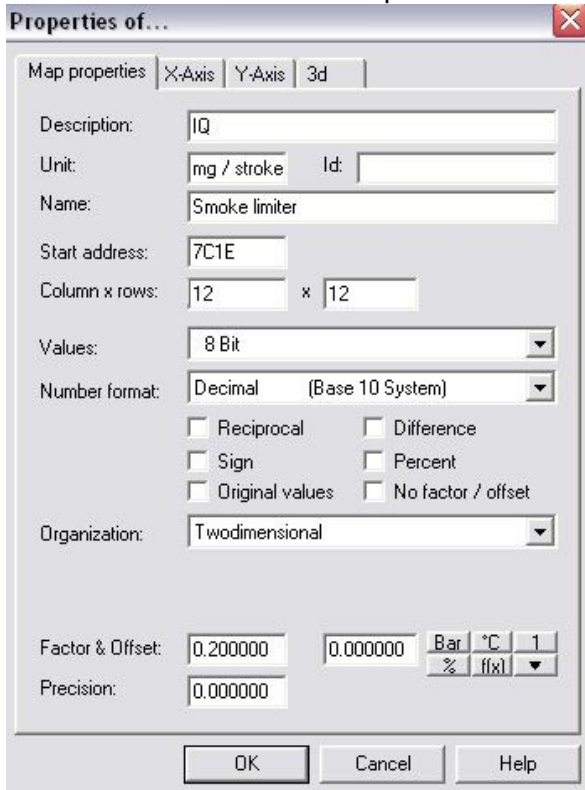 Properties of...
Map properties X-Axis Y-Axis 3d
Description: IQ
Unit: mg / stroke Id:
Name: Smoke limiter
Start address: 7C1E
Column x rows: 12 x 12
Values: 8 Bit
Number format: Decimal (Base 10 System)
Reciprocal Difference
Sign Percent
Original values No factor / offset
Organization: Twodimensional
Factor & Offset: 0.200000 0.000000 Bar °C 1
% f(x)
Precision: 0.000000
OK Cancel Help